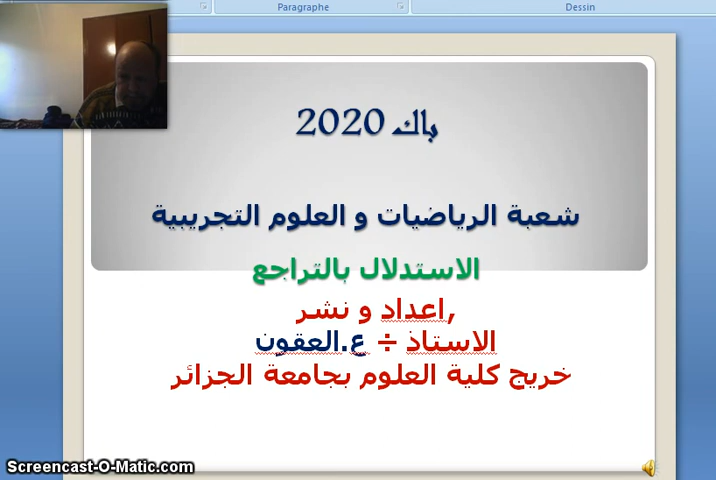 Paragraphe
Dessin
باك 2020
شعبة الرياضيات و العلوم التجريبية
الاستدلال بالتراجع
,اعداد و نشر
الاستاذ ÷ ع.العقون
خريج كلية العلوم بجامعة الجزائر
Screencast-O-Matic.com